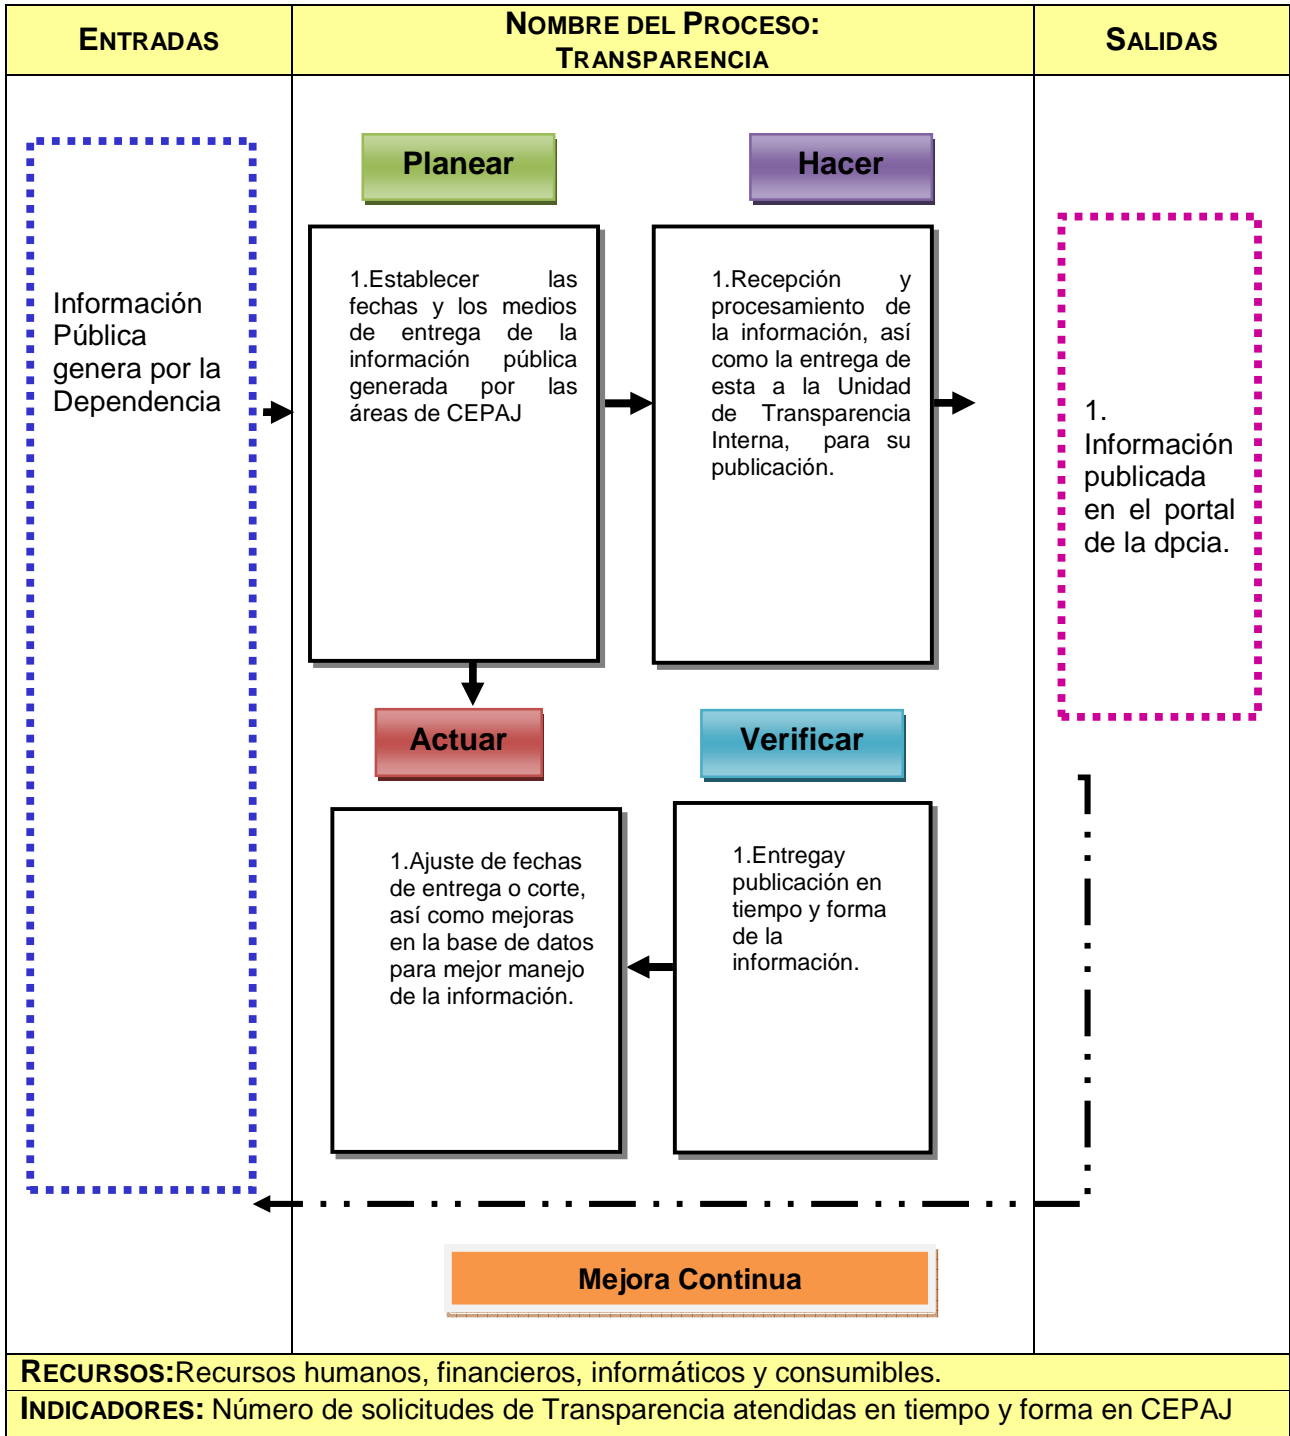 ENTRADAS
NOMBRE DEL PROCESO:
TRANSPARENCIA
SALIDAS
Información
Pública
genera por la
Dependencia
Planear
1.Establecer las
fechas y los medios
de entrega de la
información pública
generada por las
áreas de CEPAJ
Hacer
1.Recepción y
procesamiento de
la información, así
como la entrega de
esta a la Unidad
de Transparencia
Interna, para su
publicación.
1.
Información
publicada
en el portal
de la dpcia.
Actuar
1.Ajuste de fechas
de entrega o corte,
así como mejoras
en la base de datos
para mejor manejo
de la información.
Verificar
1.Entregay
publicación en
tiempo y forma
de la
información.
Mejora Continua
RECURSOS:Recursos humanos, financieros, informáticos y consumibles.
INDICADORES: Número de solicitudes de Transparencia atendidas en tiempo y forma en CEPAJ